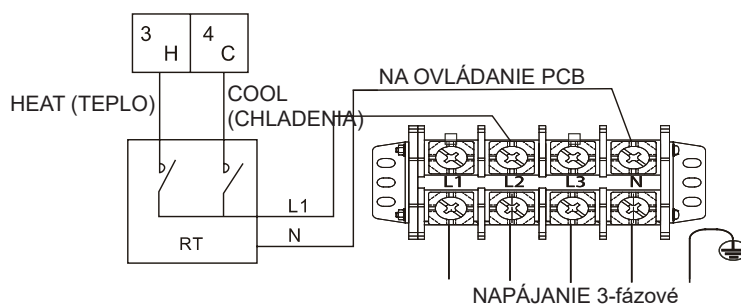 3 4
H C
NA OVLÁDANIE PCB
HEAT (TEPLO)
COOL
(CHLADENIA)
L1 L2 L3 N
L1
N
RT
NAPÁJANIE 3-fázové